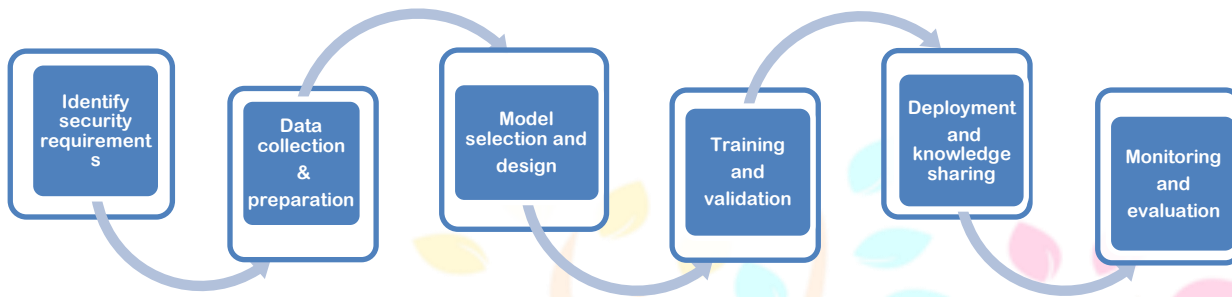 Identify
security
requirement
s
Data
collection
&
preparation
Model
selection and
design
Training
and
validation
Deployment
and
knowledge
sharing
Monitoring
and
evaluation